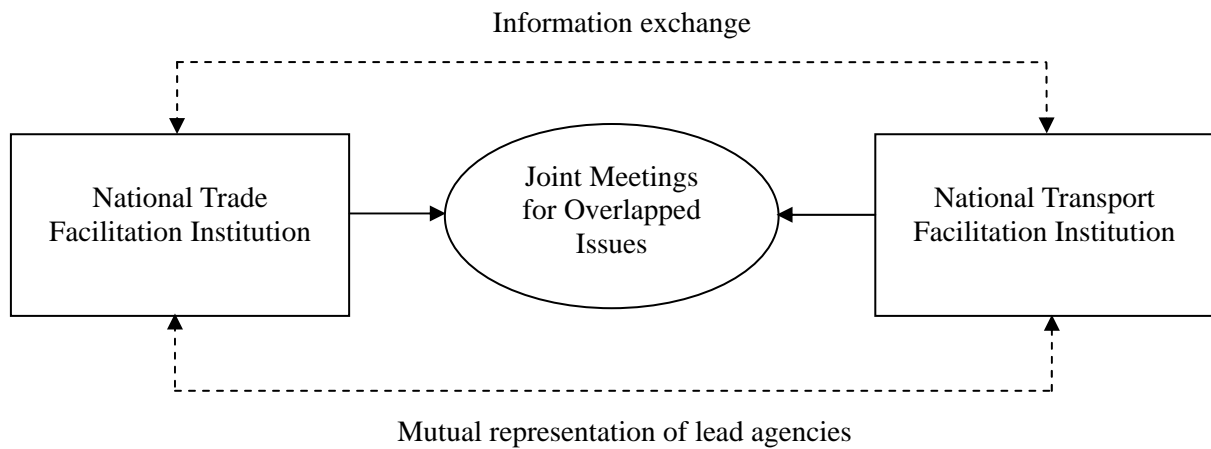 Information exchange
National Trade
Facilitation Institution
Joint Meetings
for Overlapped
Issues
National Transport
Facilitation Institution
Mutual representation of lead agencies